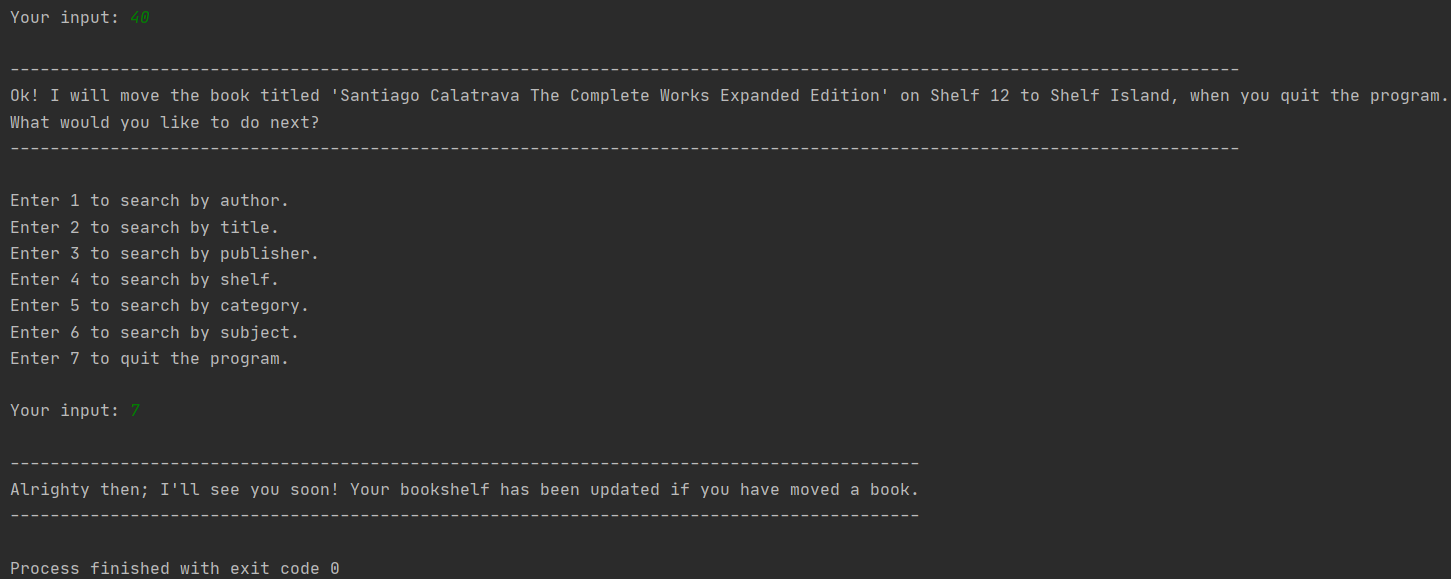 Your input: 40
---------------------------------------------------------------------------------------------------------------------------
Ok! I will move the book titled 'Santiago Calatrava The Complete Works Expanded Edition' on Shelf 12 to Shelf Island, when you quit the program.
What would you like to do next?
---------------------------------------------------------------------------------------------------------------------------
Enter 1 to search by author.
Enter 2 to search by title.
Enter 3 to search by publisher.
Enter 4 to search by shelf.
Enter 5 to search by category.
Enter 6 to search by subject.
Enter 7 to quit the program.
Your input: 7
-------------------------------------------------------------------------------------------
Alrighty then; I'll see you soon! Your bookshelf has been updated if you have moved a book.
-------------------------------------------------------------------------------------------
Process finished with exit code 0